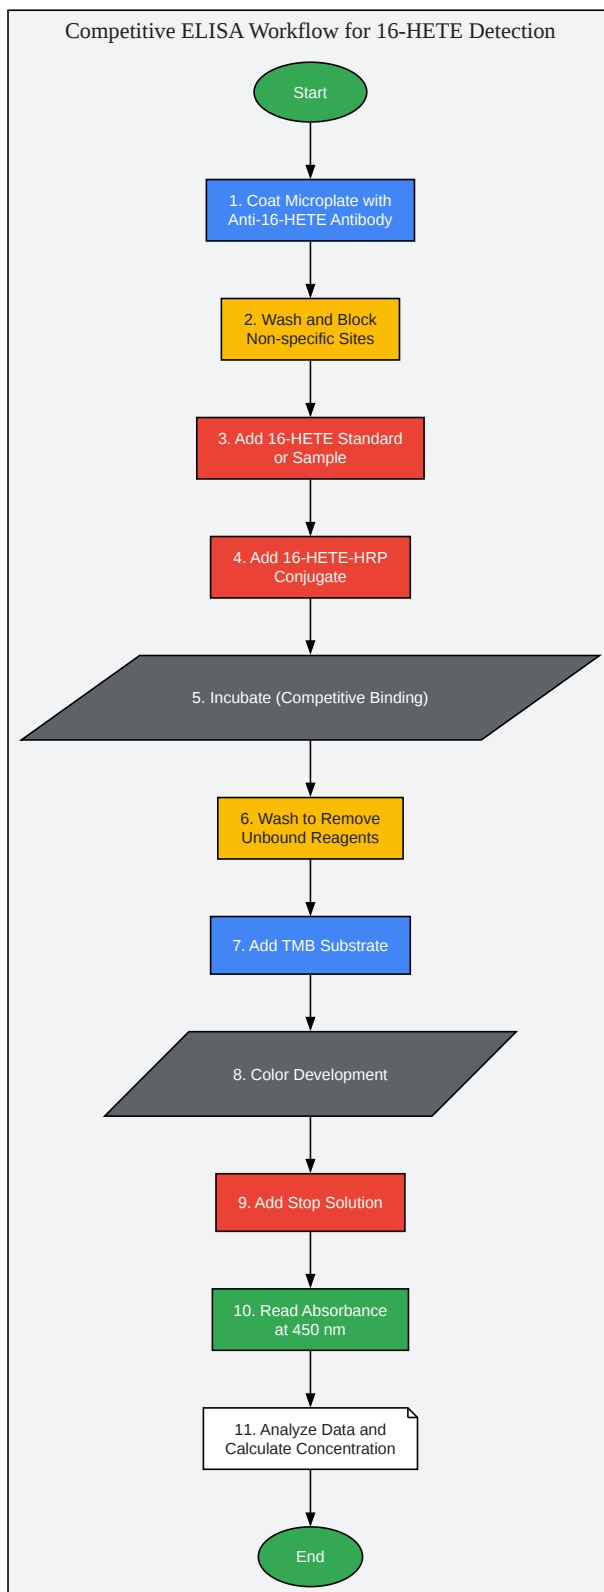 Competitive ELISA Workflow for 16-HETE Detection
Start
1. Coat Microplate with
Anti-16-HETE Antibody
2. Wash and Block
Non-specific Sites
3. Add 16-HETE Standard
or Sample
4. Add 16-HETE-HRP
Conjugate
5. Incubate (Competitive Binding)
6. Wash to Remove
Unbound Reagents
7. Add TMB Substrate
8. Color Development
9. Add Stop Solution
10. Read Absorbance
at 450 nm
11. Analyze Data and
Calculate Concentration
End